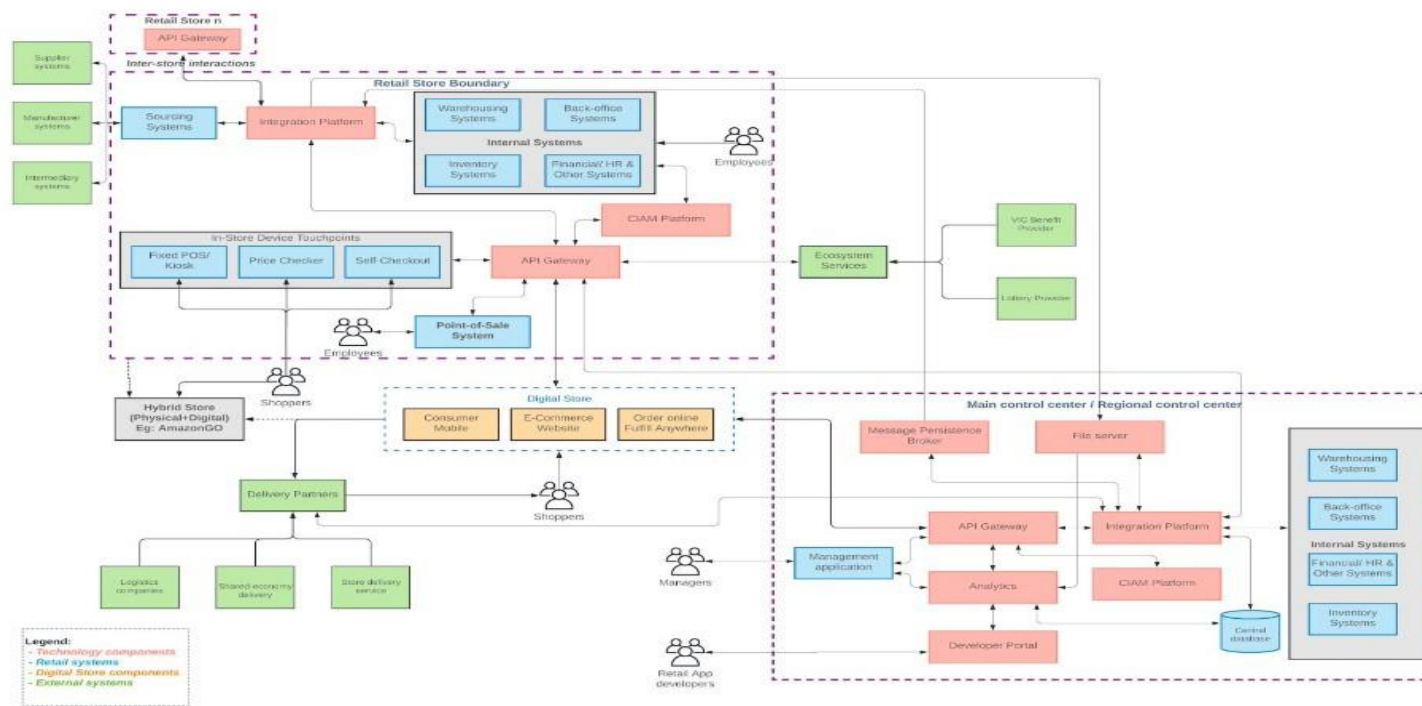 Retail Store n
API Gateway
Inter-store interactions
Supplier
systems
Manufacturer
systems
Intermediary
systems
Retail Store Boundary
Sourcing
Systems
Integration Platform
Warehousing
Systems
Back-office
Systems
Internal Systems
Inventory
Systems
Financial/ HR &
Other Systems
Employees
CIAM Platform
In-Store Device Touchpoints
Fixed POS/
Kiosk
Price Checker
Self-Checkout
API Gateway
Ecosystem
Services
VIC Benefit
Provider
Lottery Provider
Employees
Point-of-Sale
System
Shoppers
Hybrid Store
(Physical+Digital)
Eg: AmazonGO
Digital Store
Consumer
Mobile
E-Commerce
Website
Order online
Fulfill Anywhere
Delivery Partners
Shoppers
Logistics
companies
Shared economy
delivery
Store delivery
service
Main control center / Regional control center
Message Persistence
Broker
File server
API Gateway
Integration Platform
Managers
Management
application
Analytics
CIAM Platform
Developer Portal
Retail App
developers
Central
database
Warehousing
Systems
Back-office
Systems
Internal Systems
Financial/ HR &
Other Systems
Inventory
Systems
Legend:
- Technology components
- Retail systems
- Digital Store components
- External systems